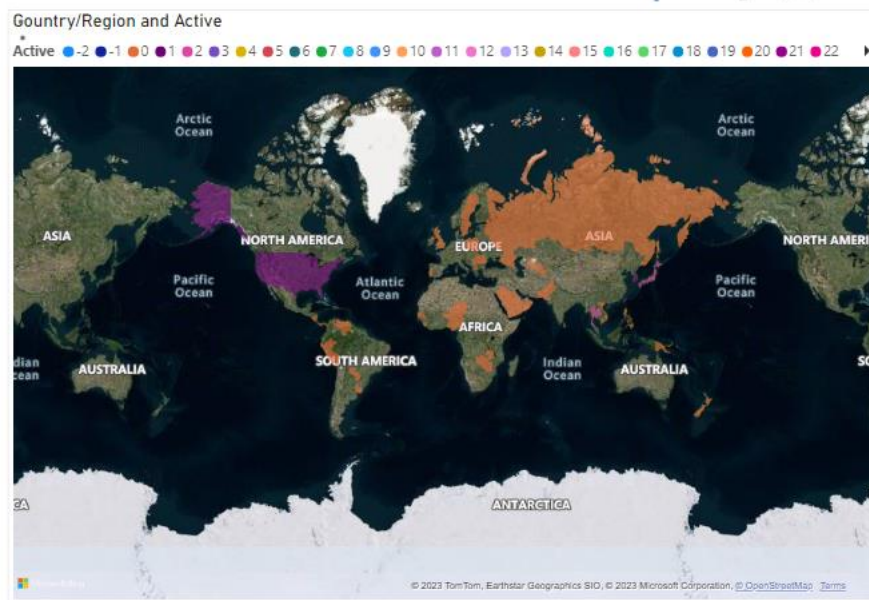 Gountry/Region and Active
Active -2 -1 0 1 2 3 4 5 6 7 8 9 10 11 12 13 14 15 16 17 18 19 20 21 22
Arctic
Ocean
Arctic
Ocean
ASIA
NORTH AMERICA
EUROPE
ASIA
NORTH AMERI
Pacific
Ocean
Atlantic
Ocean
Pacific
Ocean
AFRICA
dian
cean
AUSTRALIA
SOUTH AMERICA
Indian
Ocean
AUSTRALIA
SO
CA
ANTARCTICA
© 2023 TomTom, Earthstar Geographics SIO, © 2023 Microsoft Corporation, © OpenStreetMap Terms